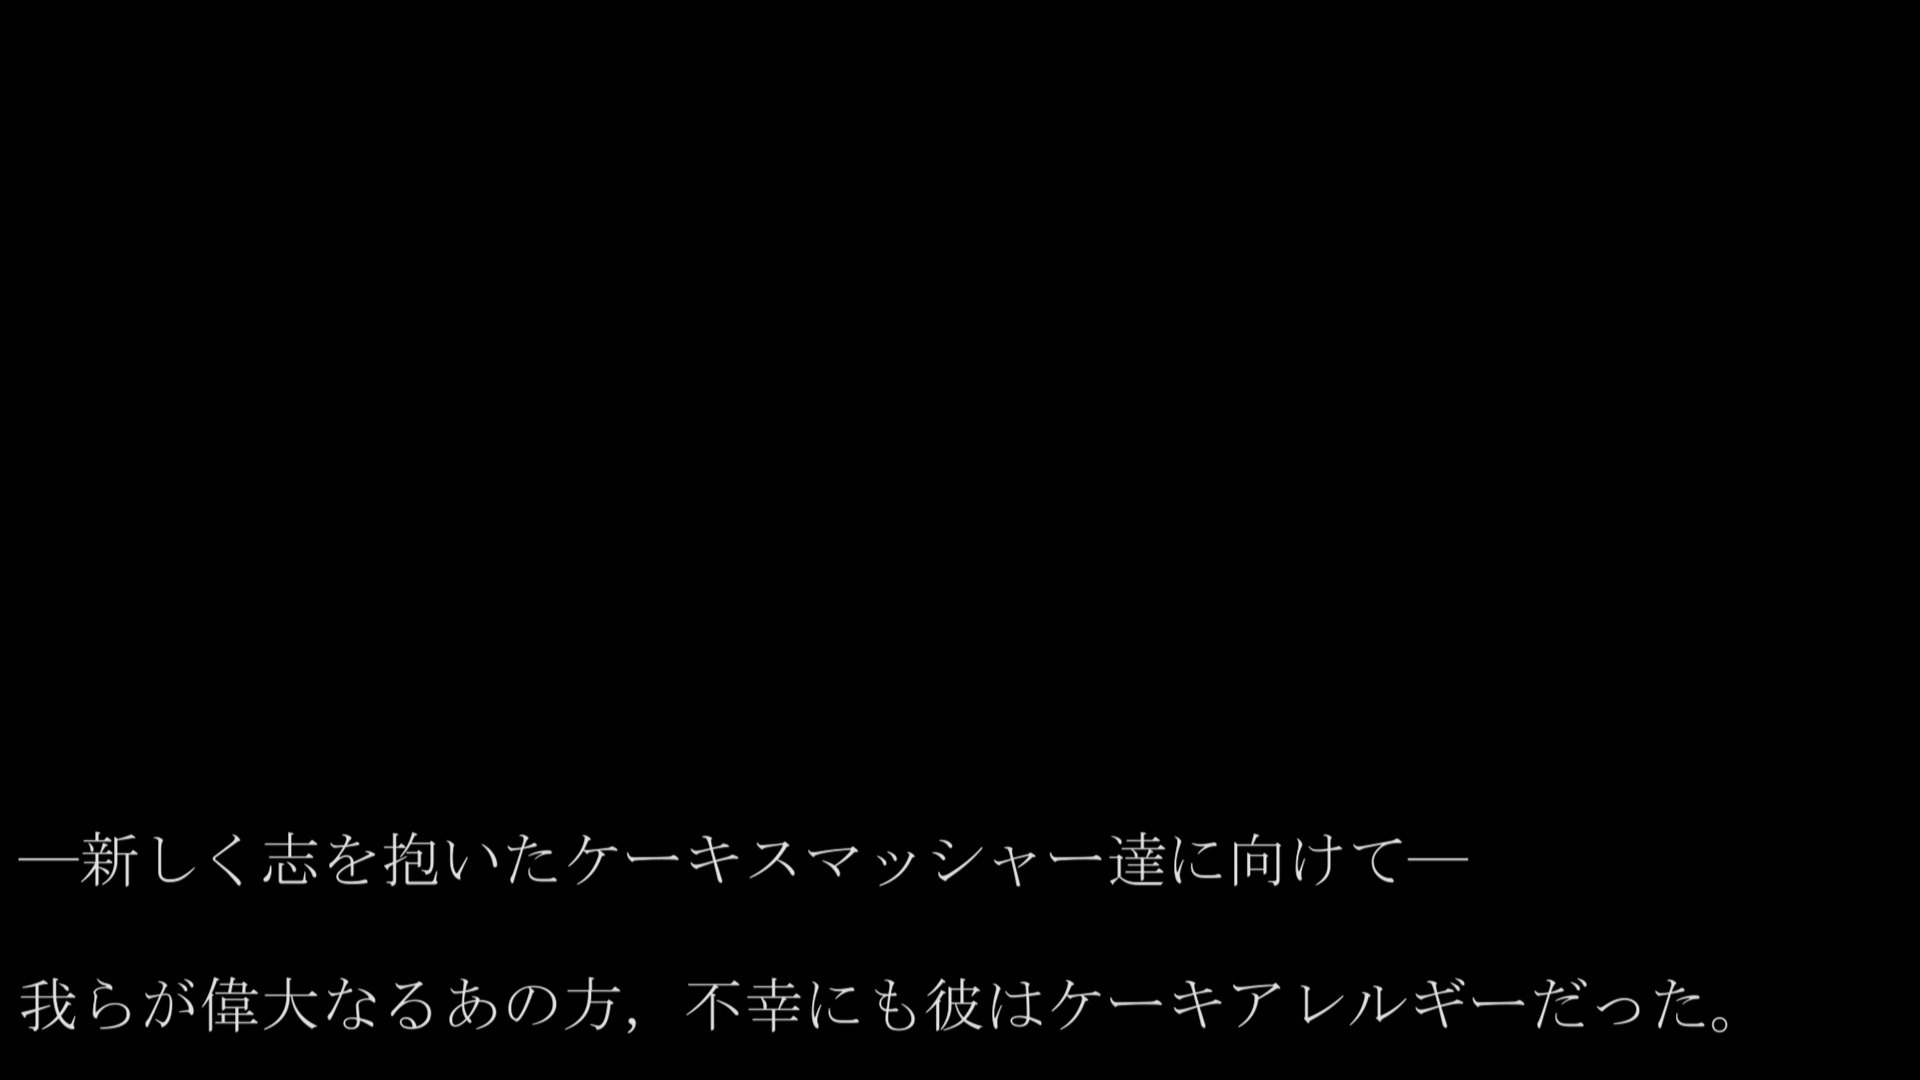 ―新しく志を抱いたケーキスマッシャー達に向けて―
我らが偉大なるあの方，不幸にも彼はケーキアレルギーだった。